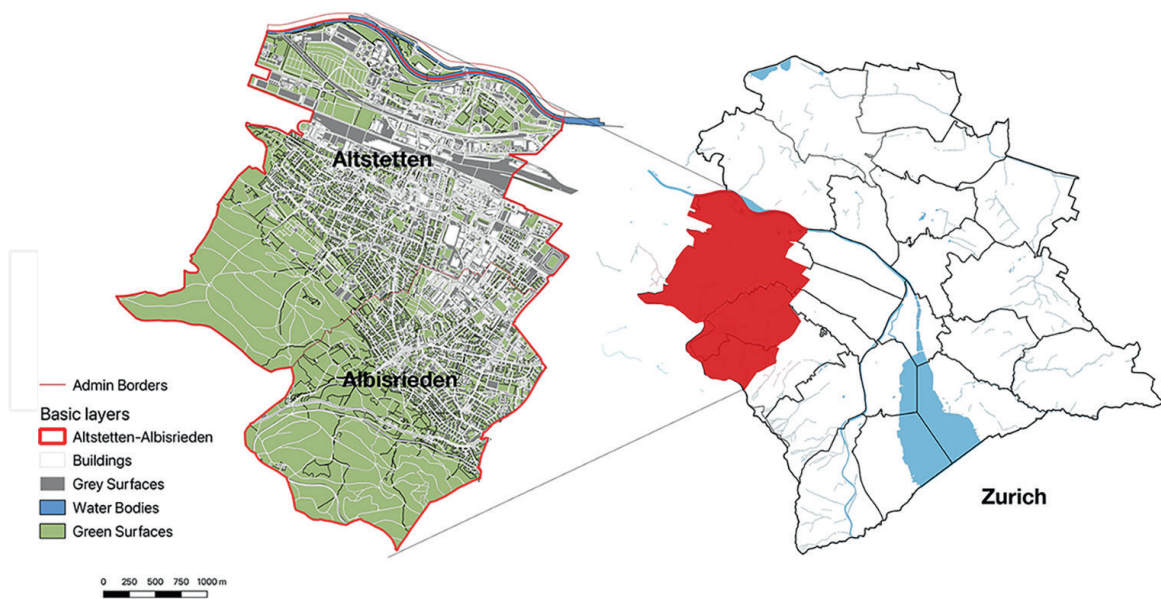 Altstetten
Albisrieden
Admin Borders
Basic layers
Altstetten-Albisrieden
Buildings
Grey Surfaces
Water Bodies
Green Surfaces
0 250 500 750 1000 m
Zurich